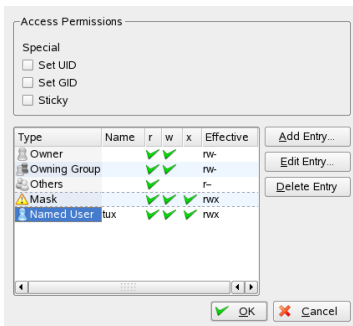 Access Permissions
Special
Set UID
Set GID
Sticky
Type Name r w x Effective
Owner rw-
Owning Group rw-
Others r--
Mask rwx
Named User tux rwx
Add Entry...
Edit Entry...
Delete Entry
OK
Cancel